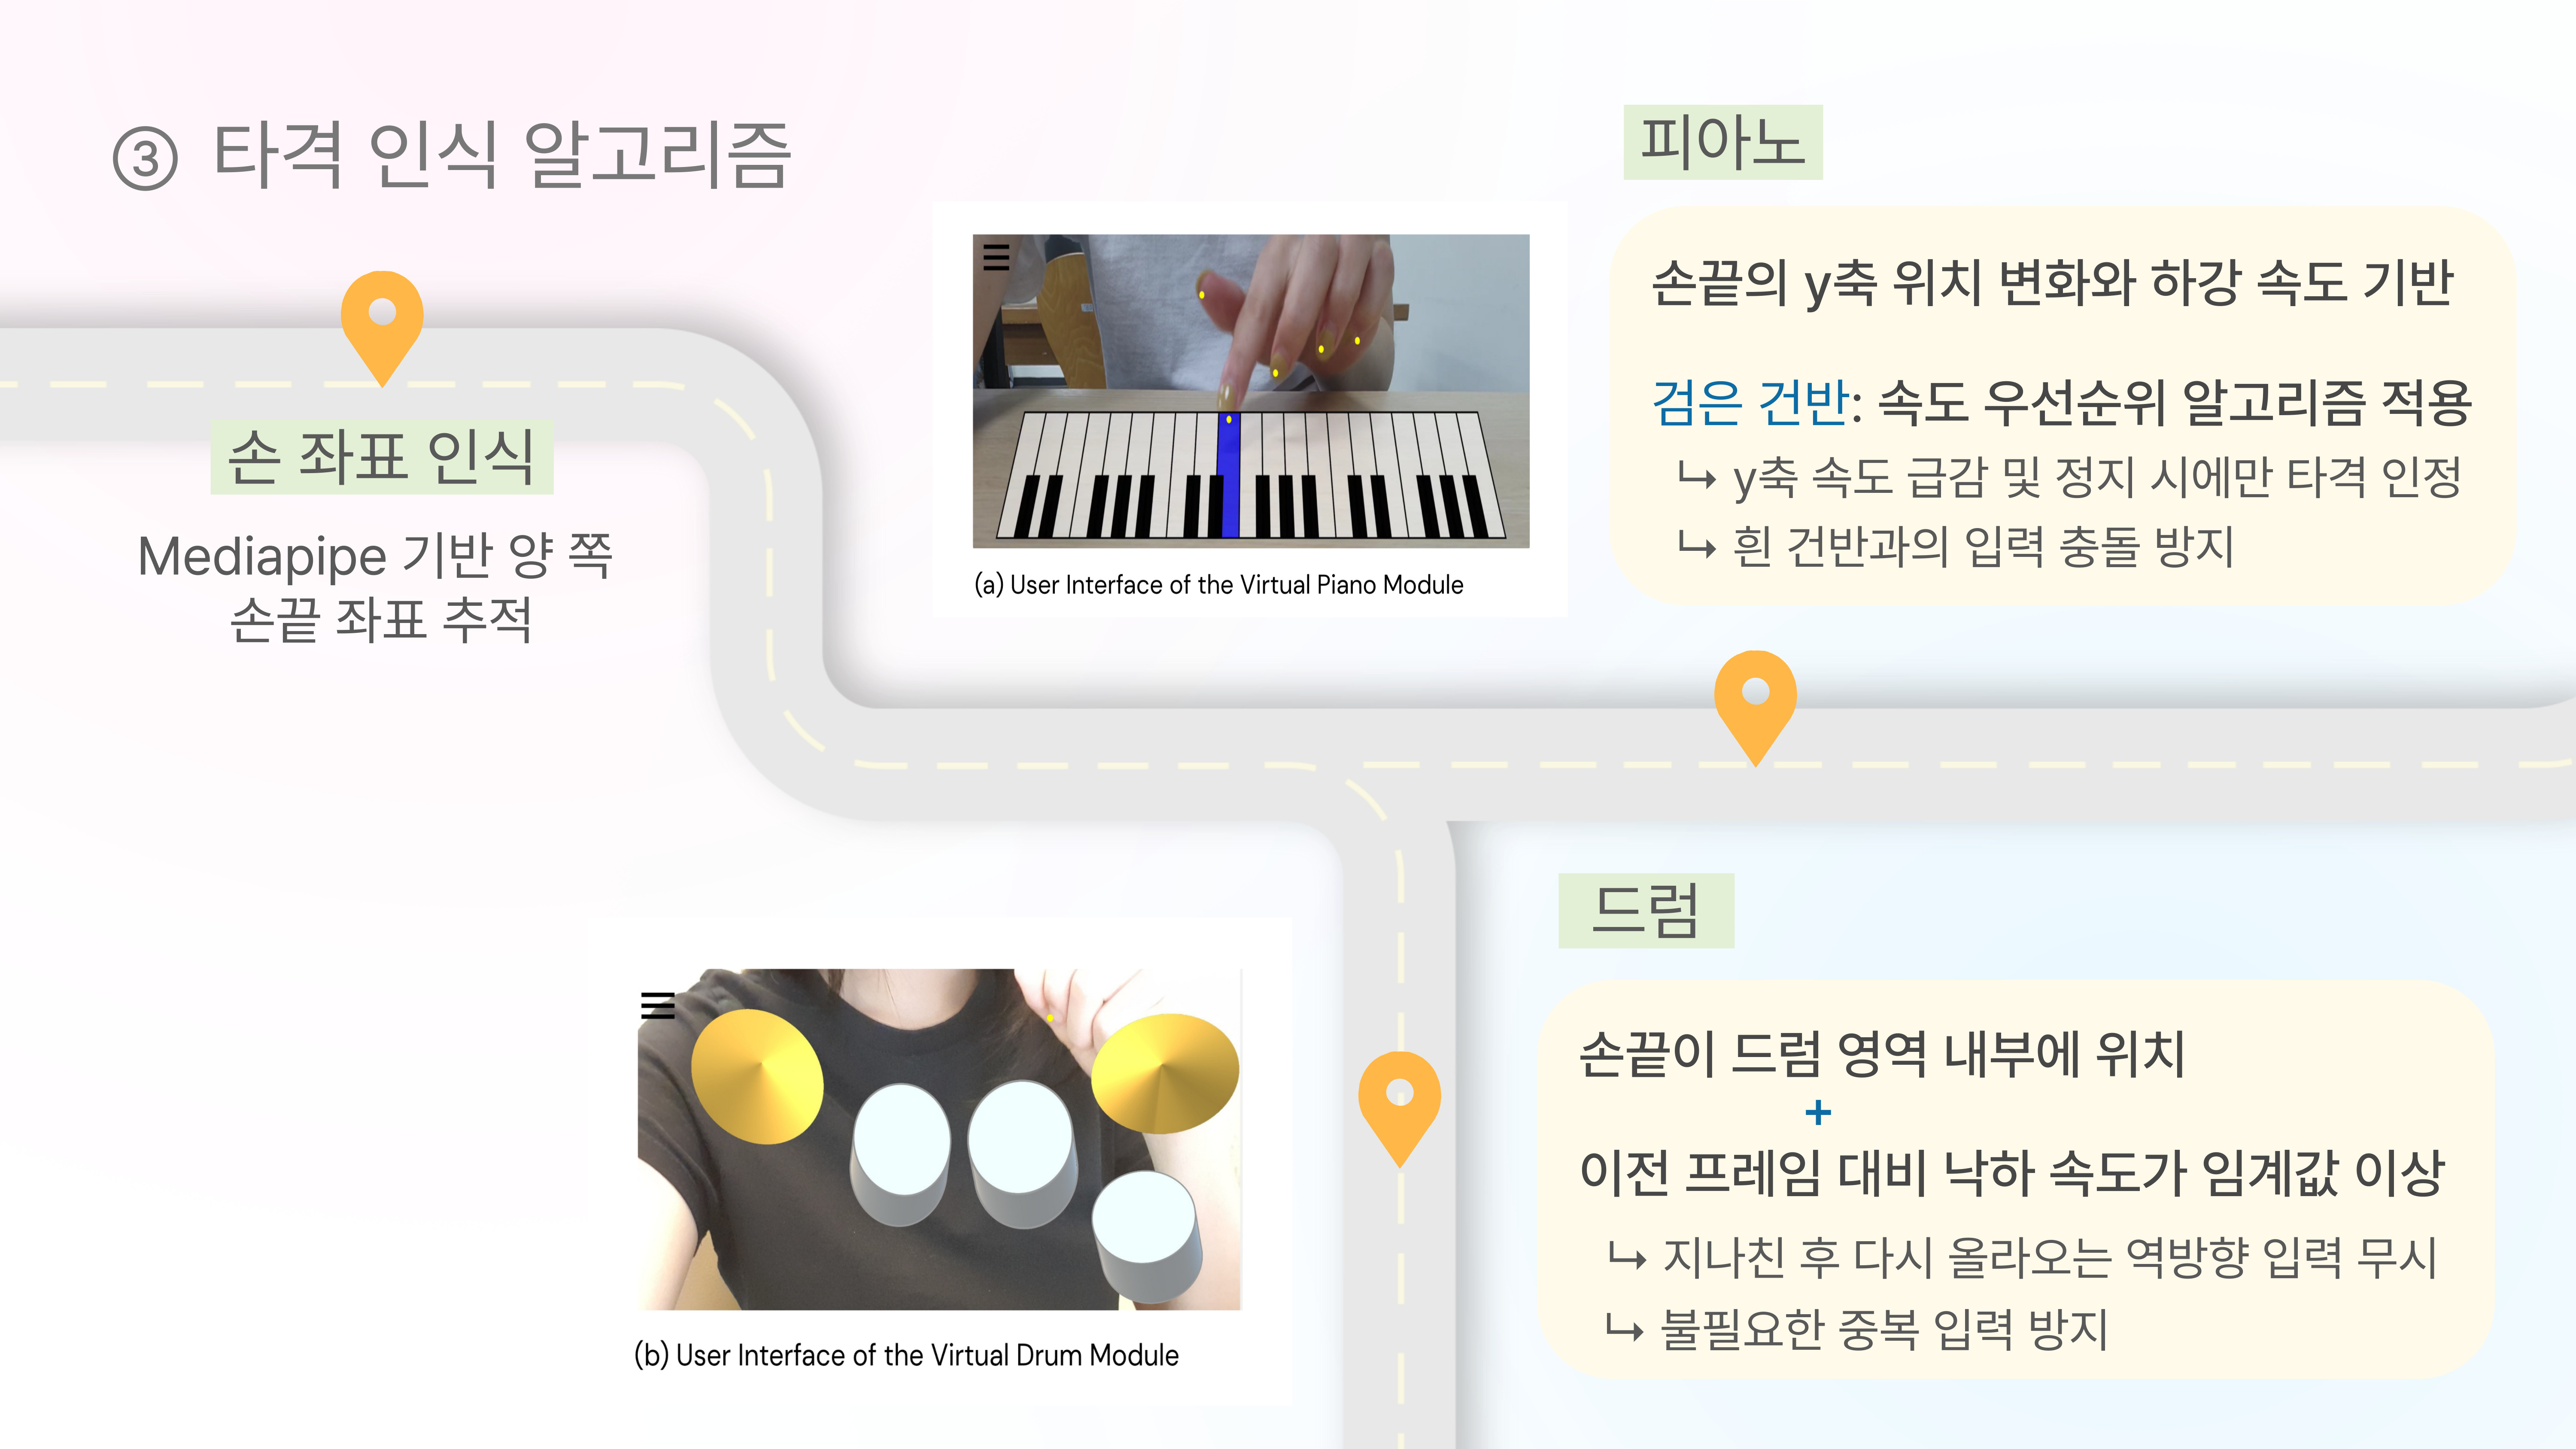 ③ 타격 인식 알고리즘
손 좌표 인식
Mediapipe 기반 양 쪽
손끝 좌표 추적
(a) User Interface of the Virtual Piano Module
피아노
손끝의 y축 위치 변화와 하강 속도 기반
검은 건반: 속도 우선순위 알고리즘 적용
↳ y축 속도 급감 및 정지 시에만 타격 인정
↳ 흰 건반과의 입력 충돌 방지
(b) User Interface of the Virtual Drum Module
드럼
손끝이 드럼 영역 내부에 위치
+
이전 프레임 대비 낙하 속도가 임계값 이상
↳ 지나친 후 다시 올라오는 역방향 입력 무시
↳ 불필요한 중복 입력 방지